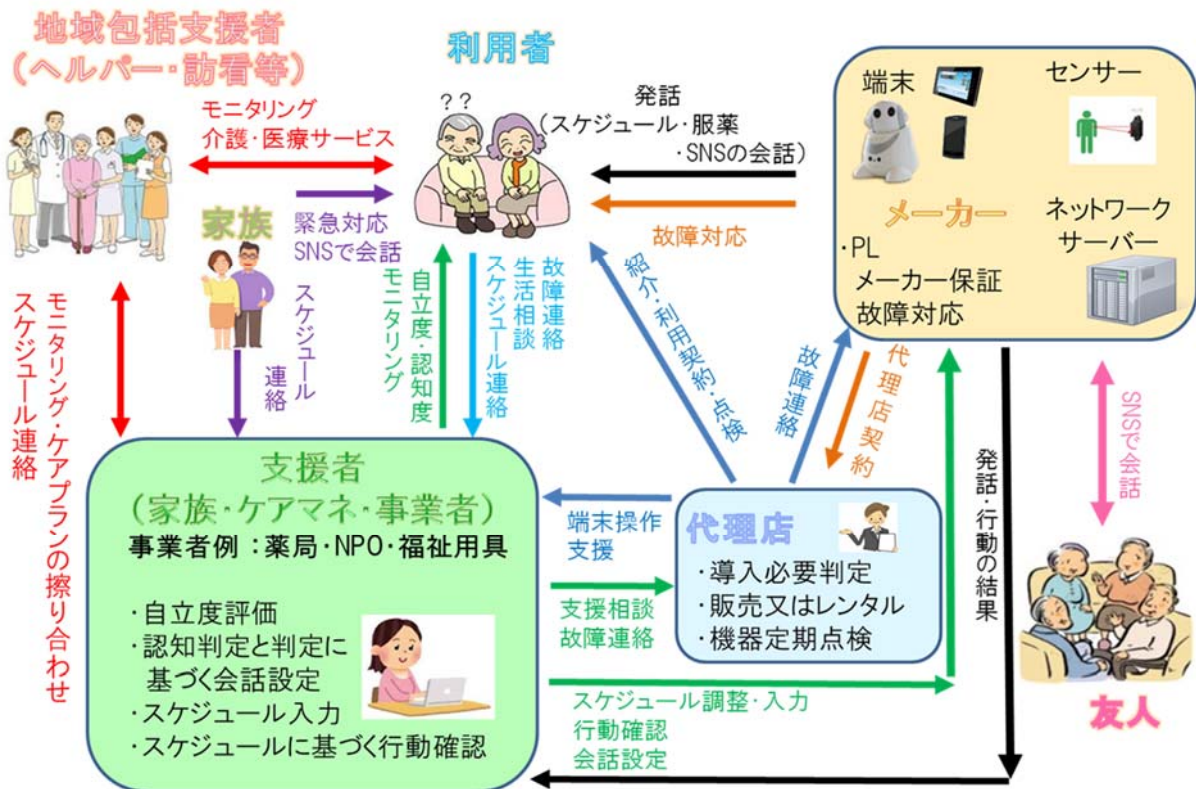 地域包括支援者
(ヘルパー・訪看等)
利用者
??
モニタリング
介護・医療サービス
家族
緊急対応
SNSで会話
発話
(スケジュール・服薬
・SNSの会話)
故障対応
端末
センサー
メーカー
ネットワーク
サーバー
・PL
メーカー保証
故障対応
モニタリング・ケアプランの擦り合わせ
スケジュール連絡
スケジュール
連絡
自立度・認知度
モニタリング
故障連絡
生活相談
スケジュール連絡
紹介・利用契約・点検
故障連絡
代理店契約
SNSで会話
発話・行動の結果
支援者
(家族・ケアマネ・事業者)
事業者例:薬局・NPO・福祉用具
・自立度評価
・認知判定と判定に
基づく会話設定
・スケジュール入力
・スケジュールに基づく行動確認
端末操作
支援
支援相談
故障連絡
代理店
・導入必要判定
・販売又はレンタル
・機器定期点検
スケジュール調整・入力
行動確認
会話設定
友人